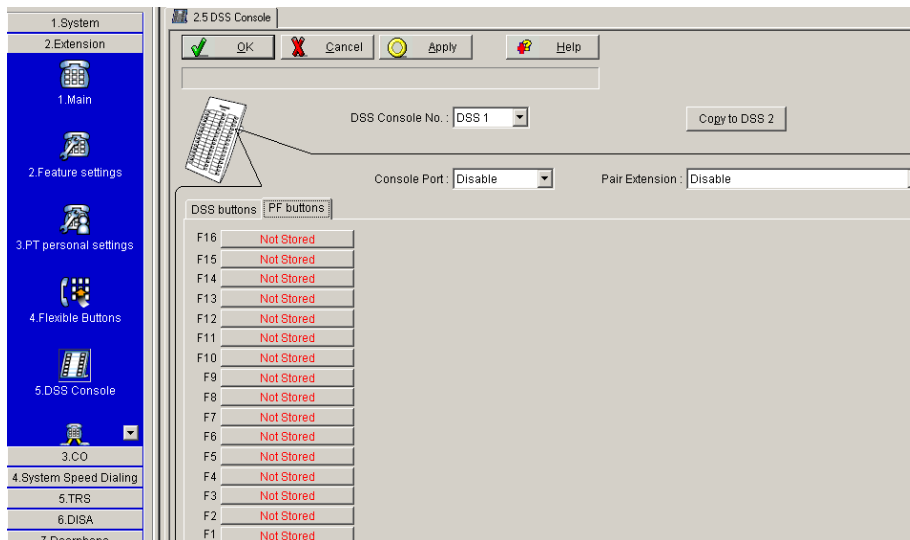 1.System
2.Extension
1.Main
2.Feature settings
3.PT personal settings
4.Flexible Buttons
5.DSS Console
3.CO
4.System Speed Dialing
5.TRS
6.DISA
7.Doorphone
2.5 DSS Console
OK Cancel Apply Help
DSS Console No. : DSS 1 Copy to DSS 2
Console Port : Disable Pair Extension : Disable
DSS buttons PF buttons
F16 Not Stored
F15 Not Stored
F14 Not Stored
F13 Not Stored
F12 Not Stored
F11 Not Stored
F10 Not Stored
F9 Not Stored
F8 Not Stored
F7 Not Stored
F6 Not Stored
F5 Not Stored
F4 Not Stored
F3 Not Stored
F2 Not Stored
F1 Not Stored